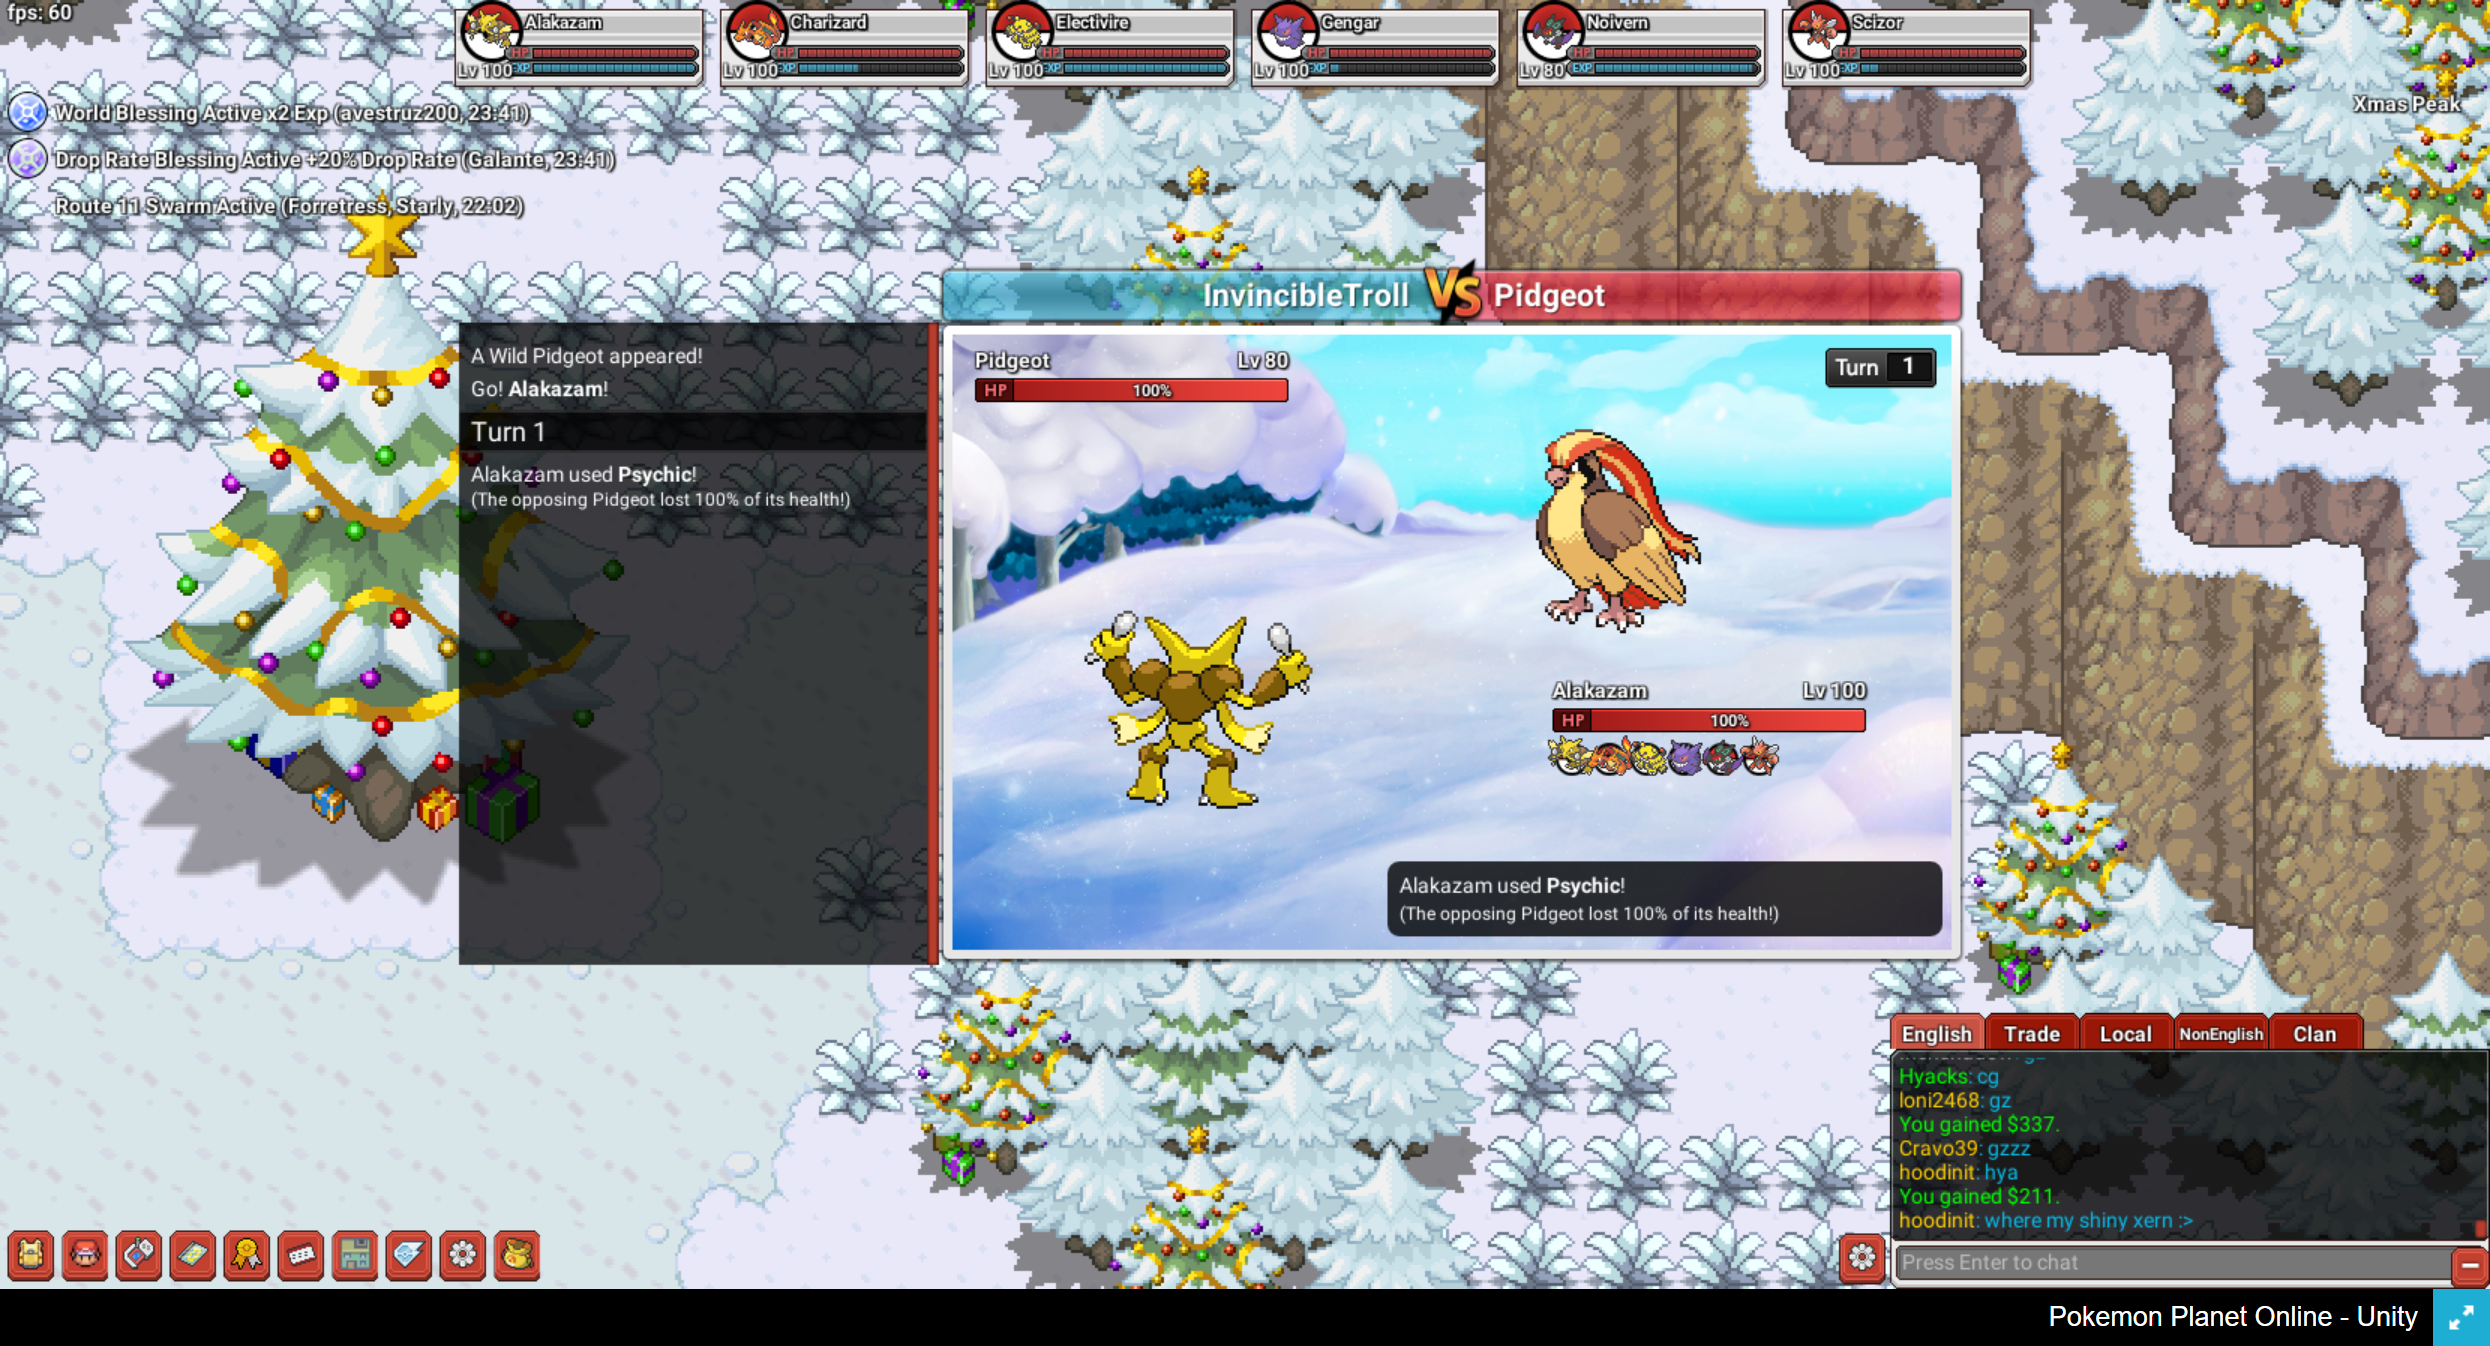 fps: 60
Alakazam
HP
Lv 100 EXP
Charizard
HP
Lv 100 EXP
Electivire
HP
Lv 100 EXP
Gengar
HP
Lv 100 EXP
Noivern
HP
Lv 80 EXP
Scizor
HP
Lv 100 EXP
Xmas Peak
World Blessing Active x2 Exp (avestruz200, 23:41)
Drop Rate Blessing Active +20% Drop Rate (Galante, 23:41)
Route 11 Swarm Active (Forretress, Starly, 22:02)
InvincibleTroll VS Pidgeot
A Wild Pidgeot appeared!
Go! Alakazam!
Turn 1
Alakazam used Psychic!
(The opposing Pidgeot lost 100% of its health!)
Pidgeot Lv 80
HP 100%
Turn 1
Alakazam Lv 100
HP 100%
Alakazam used Psychic!
(The opposing Pidgeot lost 100% of its health!)
English Trade Local NonEnglish Clan
Hyacks: cg
loni2468: gz
You gained $337.
Cravo39: gzzz
hoodinit: hya
You gained $211.
hoodinit: where my shiny xern :>
Press Enter to chat
Pokemon Planet Online - Unity